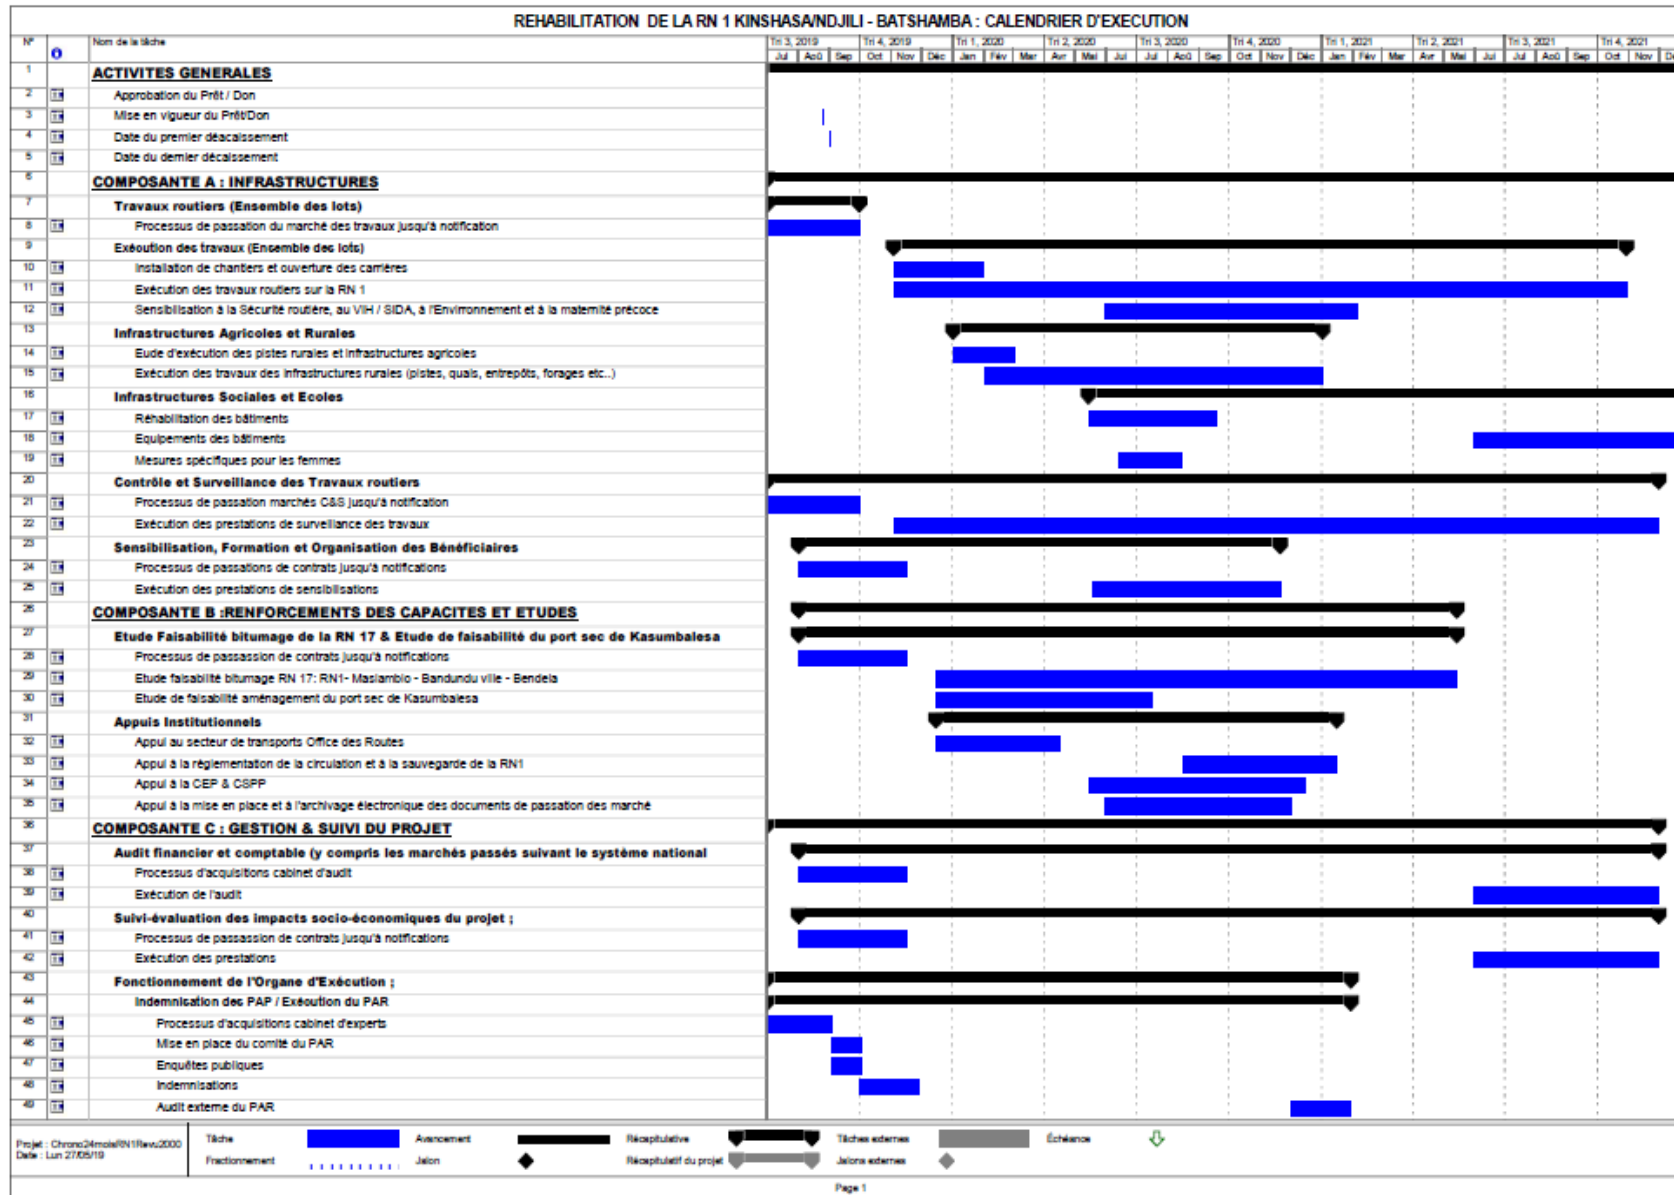 REHABILITATION DE LA RN 1 KINSHASA/NDJILI - BATSHAMBA : CALENDRIER D'EXECUTION
N° Nom de la tâche Tri 3, 2019 Tri 4, 2019 Tri 1, 2020 Tri 2, 2020 Tri 3, 2020 Tri 4, 2020 Tri 1, 2021 Tri 2, 2021 Tri 3, 2021 Tri 4, 2021
Jul Aoû Sep Oct Nov Déc Jan Fév Mar Avr Mai Jul Jul Aoû Sep Oct Nov Déc Jan Fév Mar Avr Mai Jul Jul Aoû Sep Oct Nov De
1 ACTIVITES GENERALES
2 Approbation du Prêt / Don
3 Mise en vigueur du Prêt/Don
4 Date du premier déacaissement
5 Date du dernier décaissement
6 COMPOSANTE A : INFRASTRUCTURES
7 Travaux routiers (Ensemble des lots)
8 Processus de passation du marché des travaux jusqu'à notification
9 Exéoution des travaux (Ensemble des lots)
10 Installation de chantiers et ouverture des carrières
11 Exécution des travaux routiers sur la RN 1
12 Sensibilisation à la Sécurité routière, au VIH / SIDA, à l'Environnement et à la maternité précoce
13 Infrastructures Agricoles et Rurales
14 Eude d'exécution des pistes rurales et infrastructures agricoles
15 Exécution des travaux des infrastructures rurales (pistes, quais, entrepôts, forages etc..)
16 Infrastructures Sociales et Ecoles
17 Réhabilitation des bâtiments
18 Equipements des bâtiments
19 Mesures spécifiques pour les femmes
20 Contrôle et Surveillance des Travaux routiers
21 Processus de passation marchés C&S jusqu'à notification
22 Exécution des prestations de surveillance des travaux
23 Sensibilisation, Formation et Organisation des Bénéficiaires
24 Processus de passations de contrats jusqu'à notifications
25 Exécution des prestations de sensibilisations
26 COMPOSANTE B :RENFORCEMENTS DES CAPACITES ET ETUDES
27 Etude Faisabilité bitumage de la RN 17 & Etude de faisabilité du port sec de Kasumbalesa
28 Processus de passassion de contrats jusqu'à notifications
29 Etude faisabilité bitumage RN 17: RN1- Masiambio - Bandundu ville - Bendela
30 Etude de faisabilité aménagement du port sec de Kasumbalesa
31 Appuis Institutionnels
32 Appui au secteur de transports Office des Routes
33 Appui à la règlementation de la circulation et à la sauvegarde de la RN1
34 Appui à la CEP & CSPP
35 Appui à la mise en place et à l'archivage électronique des documents de passation des marché
36 COMPOSANTE C : GESTION & SUIVI DU PROJET
37 Audit financier et comptable (y compris les marchés passés suivant le système national
38 Processus d'acquisitions cabinet d'audit
39 Exécution de l'audit
40 Suivi-évaluation des impacts socio-économiques du projet ;
41 Processus de passassion de contrats jusqu'à notifications
42 Exécution des prestations
43 Fonctionnement de l'Organe d'Exécution ;
44 Indemnisation des PAP / Exéoution du PAR
45 Processus d'acquisitions cabinet d'experts
46 Mise en place du comité du PAR
47 Enquêtes publiques
48 Indemnisations
49 Audit externe du PAR
Projet : Chrono24moisRN1Revu2000
Date : Lun 27/05/19
Tâche Avancement Récapitulative Tâches externes Échéance
Fractionnement Jalon Récapitulatif du projet Jalons externes
Page 1